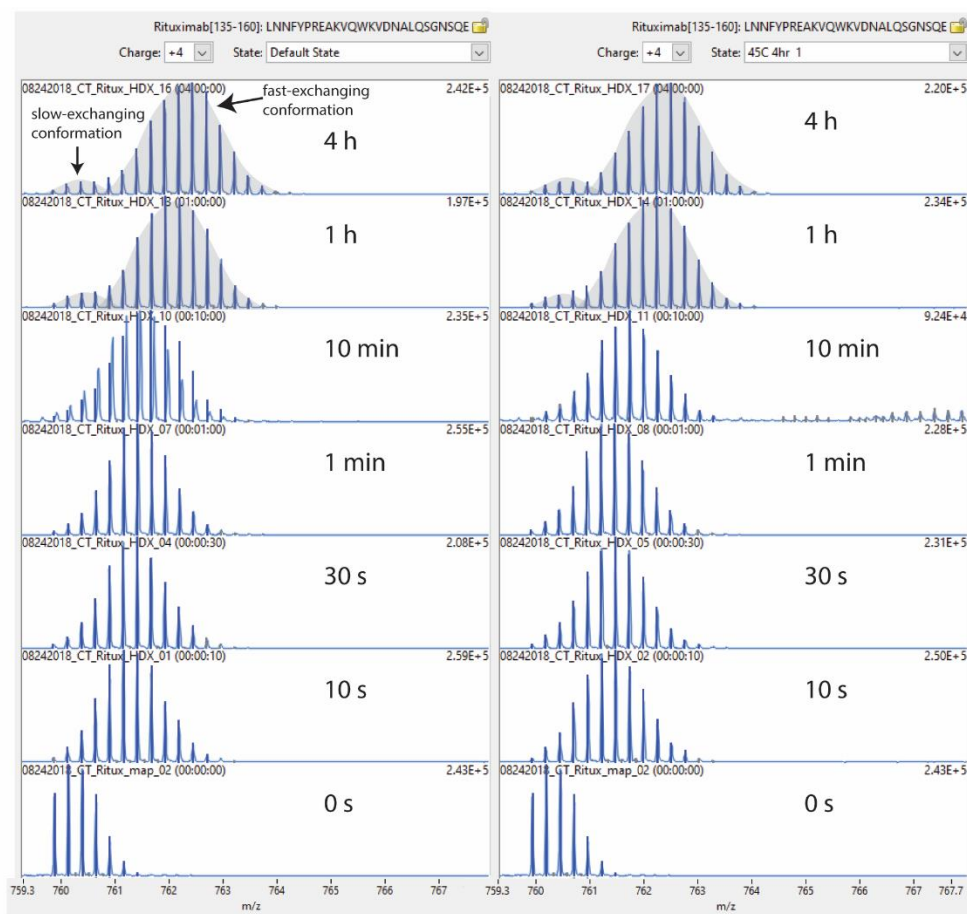 Rituximab[135-160]: LNNFYPREAKVQWKVDNALQSGNSQE
Charge: +4 State: Default State
08242018_CT_Ritux_HDX_16 (04:00:00) 2.42E+5
slow-exchanging conformation
fast-exchanging conformation
4 h
08242018_CT_Ritux_HDX_13 (01:00:00) 1.97E+5
1 h
08242018_CT_Ritux_HDX_10 (00:10:00) 2.35E+5
10 min
08242018_CT_Ritux_HDX_07 (00:01:00) 2.55E+5
1 min
08242018_CT_Ritux_HDX_04 (00:00:30) 2.08E+5
30 s
08242018_CT_Ritux_HDX_01 (00:00:10) 2.59E+5
10 s
08242018_CT_Ritux_map_02 (00:00:00) 2.43E+5
0 s
759.3 760 761 762 763 764 765 766 767
m/z
Rituximab[135-160]: LNNFYPREAKVQWKVDNALQSGNSQE
Charge: +4 State: 45C 4hr 1
08242018_CT_Ritux_HDX_17 (04:00:00) 2.20E+5
4 h
08242018_CT_Ritux_HDX_14 (01:00:00) 2.34E+5
1 h
08242018_CT_Ritux_HDX_11 (00:10:00) 9.24E+4
10 min
08242018_CT_Ritux_HDX_08 (00:01:00) 2.28E+5
1 min
08242018_CT_Ritux_HDX_05 (00:00:30) 2.31E+5
30 s
08242018_CT_Ritux_HDX_02 (00:00:10) 2.50E+5
10 s
08242018_CT_Ritux_map_02 (00:00:00) 2.43E+5
0 s
759.3 760 761 762 763 764 765 766 767 767.7
m/z